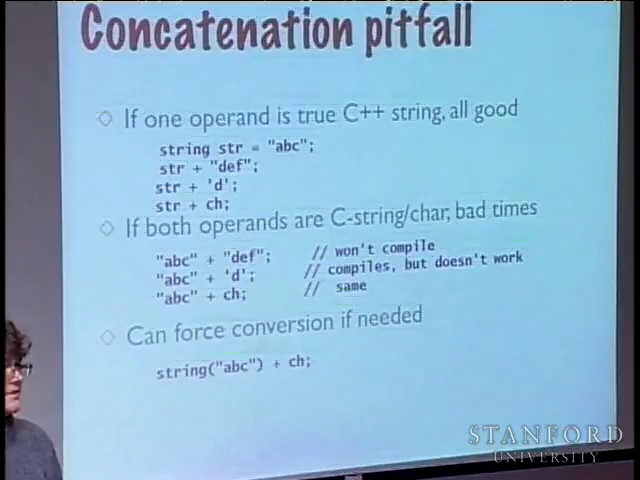 Concatenation pitfall
If one operand is true C++ string, all good
string str = "abc";
str + "def";
str + 'd';
str + ch;
If both operands are C-string/char, bad times
"abc" + "def"; // won't compile
"abc" + 'd'; // compiles, but doesn't work
"abc" + ch; // same
Can force conversion if needed
string("abc") + ch;
STANFORD
UNIVERSITY